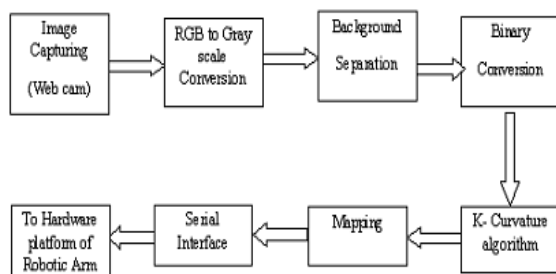 Image
Capturing
(Web cam)
RGB to Gray
scale
Conversion
Background
Separation
Binary
Conversion
K- Curvature
algorithm
Mapping
Serial
Interface
To Hardware
platform of
Robotic Arm